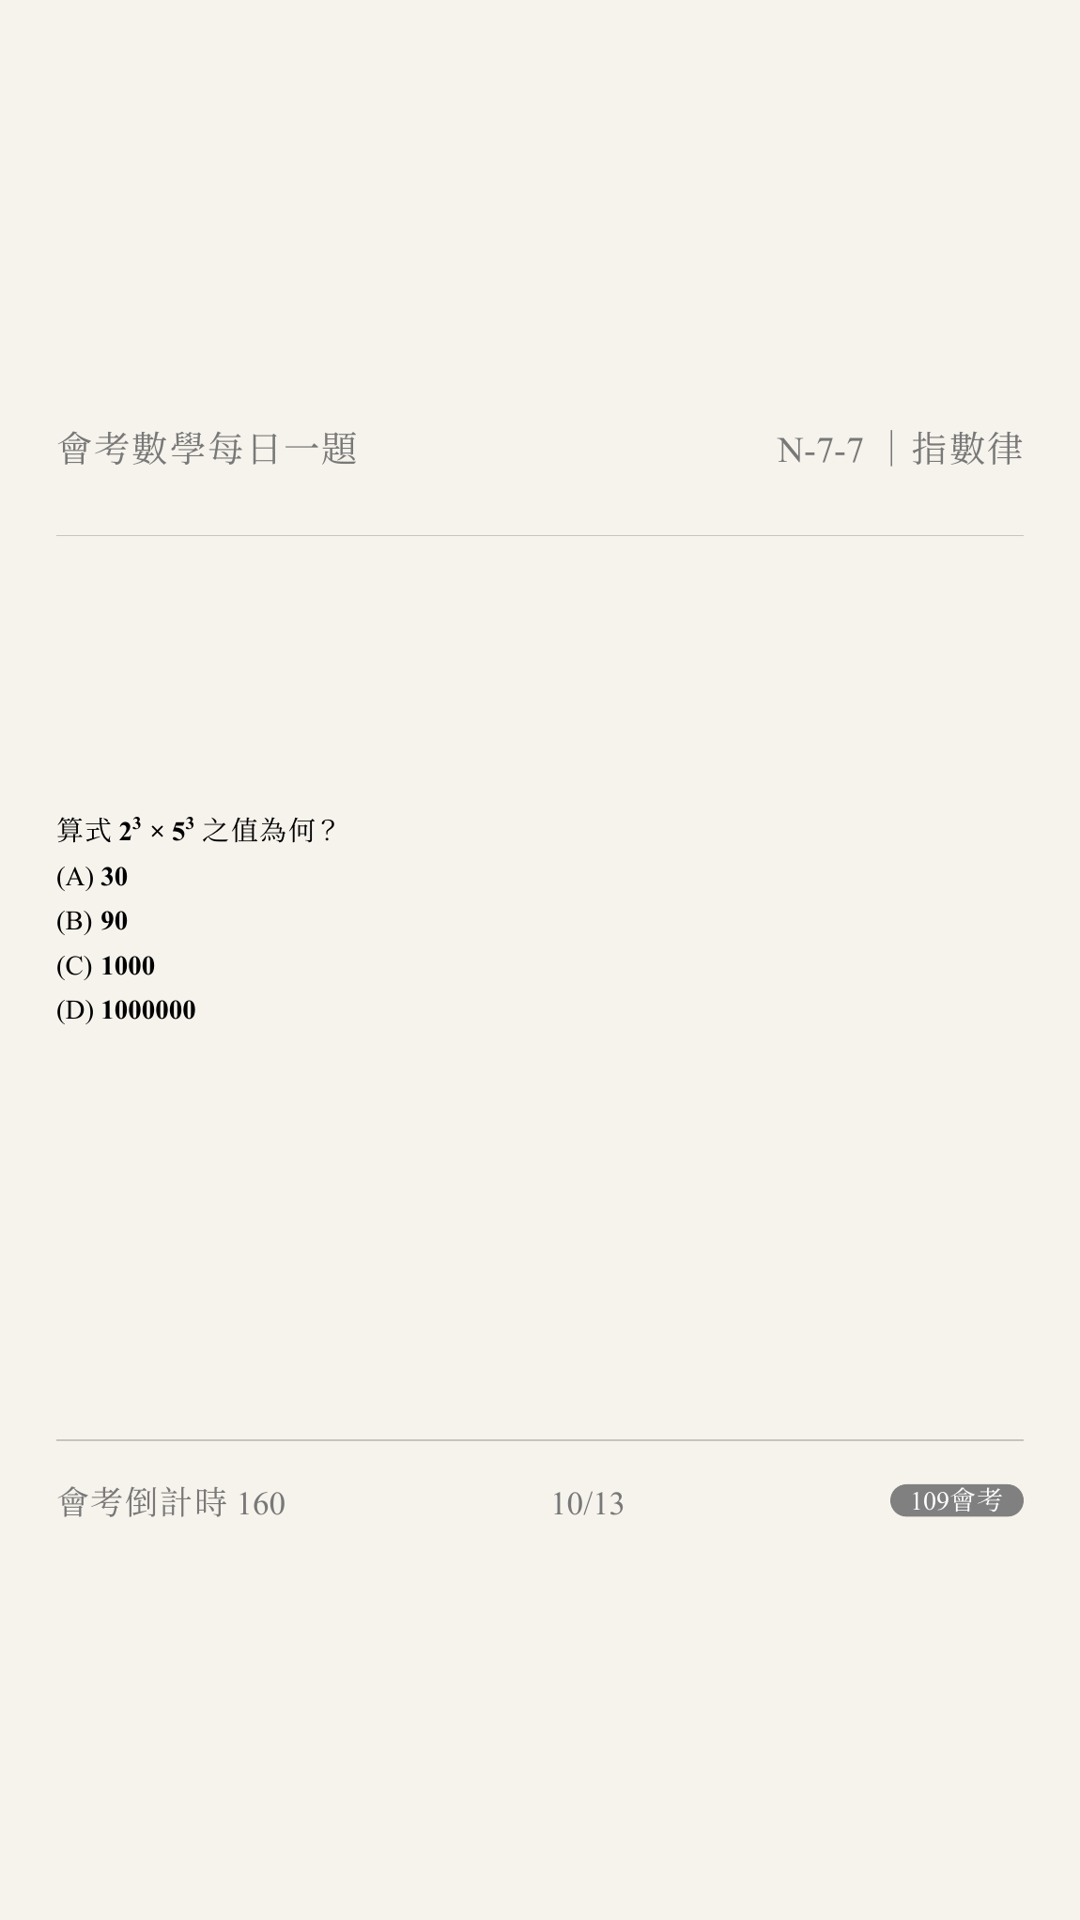 會考數學每日一題
N-7-7 ｜指數律
算式 2³ × 5³ 之值為何？
(A) 30
(B) 90
(C) 1000
(D) 1000000
會考倒計時 160
10/13
109會考